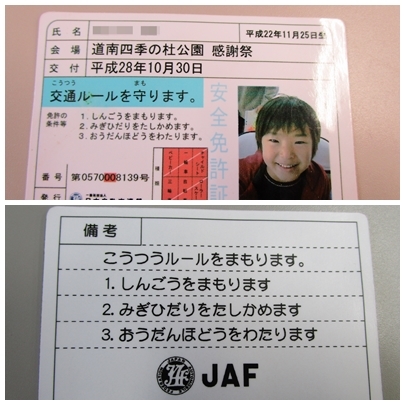 氏名
平成22年11月25日生
会場 道南四季の杜公園 感謝祭
交付 平成28年10月30日
こうつう まも
交通ルールを守ります。
免許の条件等
1. しんごうをまもります。
2. みぎひだりをたしかめます。
3. おうだんほどうをわたります。
安全免許証
番号 第0570008139号
種類
発行
備考
こうつうルールをまもります。
1. しんごうをまもります
2. みぎひだりをたしかめます
3. おうだんほどうをわたります
JAF